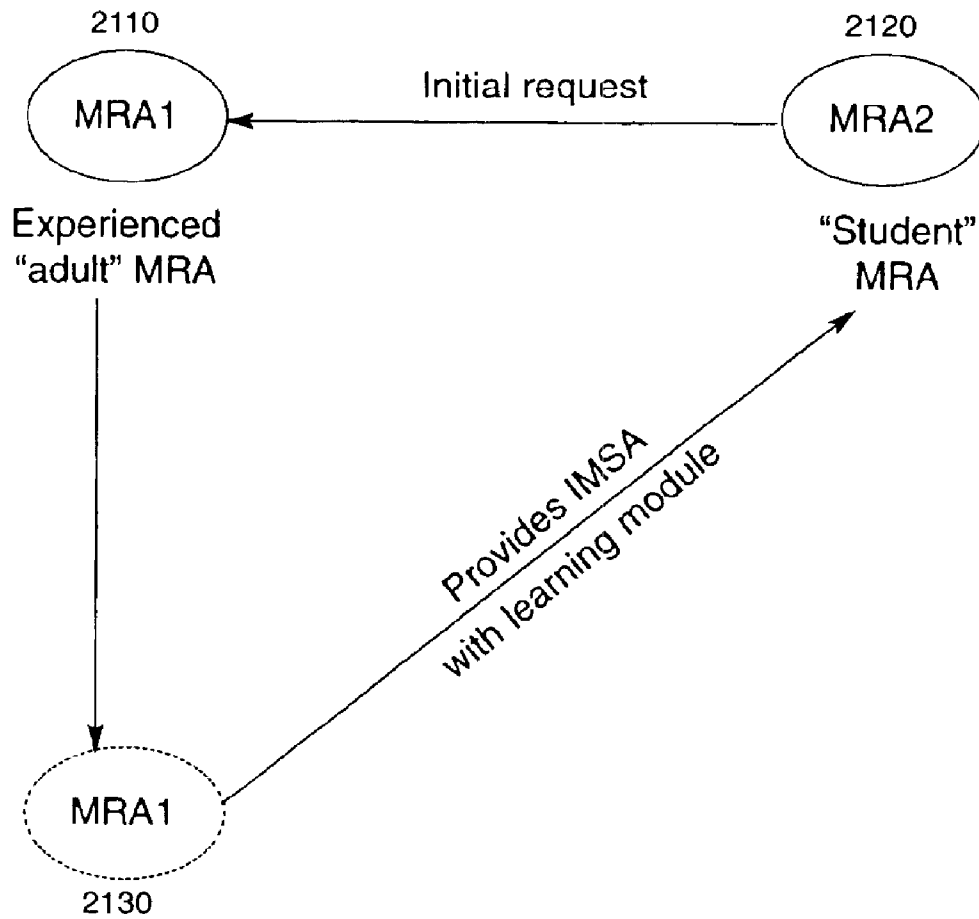 2110
2120
MRA1
Initial request
MRA2
Experienced
“adult” MRA
“Student”
MRA
Provides IMSA
with learning module
MRA1
2130